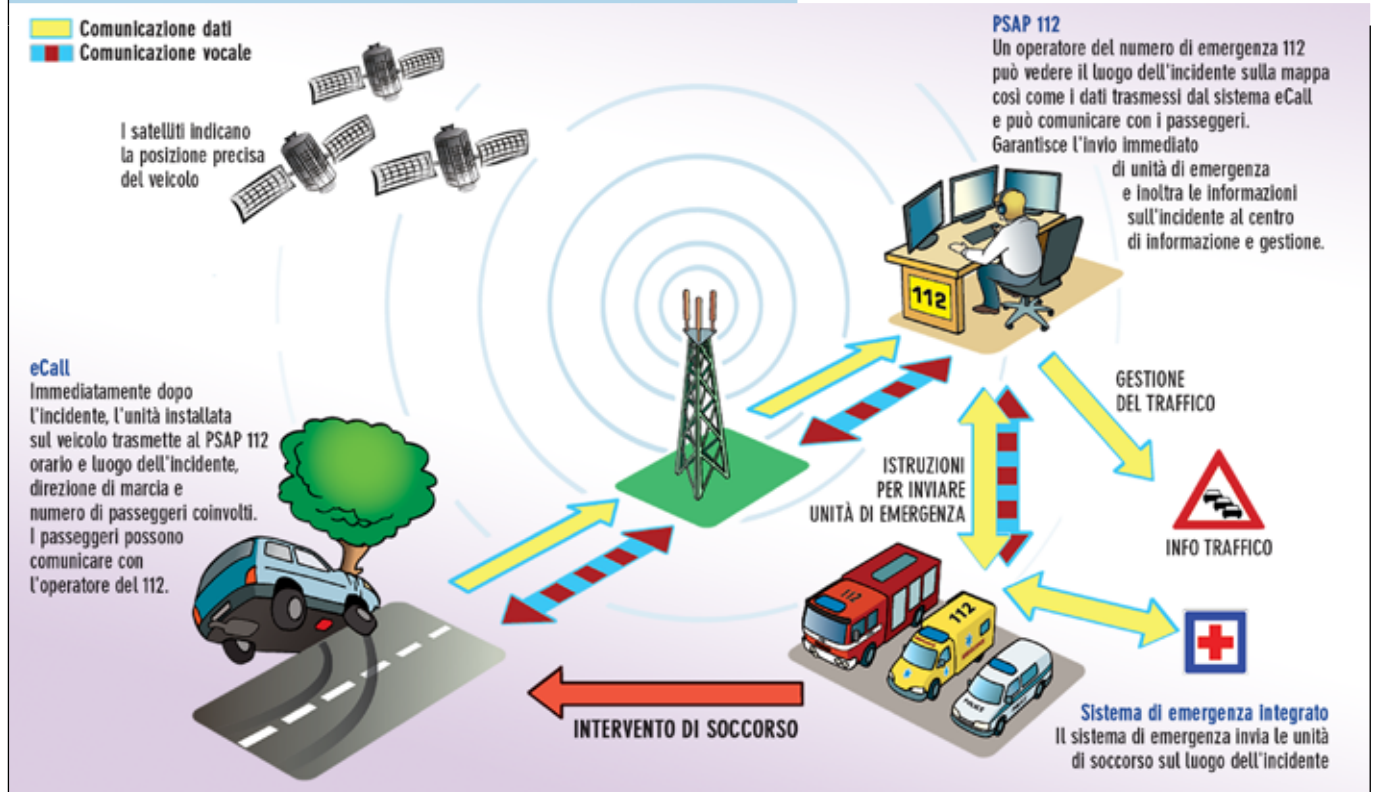 Comunicazione dati
Comunicazione vocale
I satelliti indicano
la posizione precisa
del veicolo
PSAP 112
Un operatore del numero di emergenza 112
può vedere il luogo dell'incidente sulla mappa
così come i dati trasmessi dal sistema eCall
e può comunicare con i passeggeri.
Garantisce l'invio immediato
di unità di emergenza
e inoltra le informazioni
sull'incidente al centro
di informazione e gestione.
112
eCall
Immediatamente dopo
l'incidente, l'unità installata
sul veicolo trasmette al PSAP 112
orario e luogo dell'incidente,
direzione di marcia e
numero di passeggeri coinvolti.
I passeggeri possono
comunicare con
l'operatore del 112.
GESTIONE
DEL TRAFFICO
ISTRUZIONI
PER INVIARE
UNITÀ DI EMERGENZA
INFO TRAFFICO
112
112
POLICE
INTERVENTO DI SOCCORSO
Sistema di emergenza integrato
Il sistema di emergenza invia le unità
di soccorso sul luogo dell'incidente